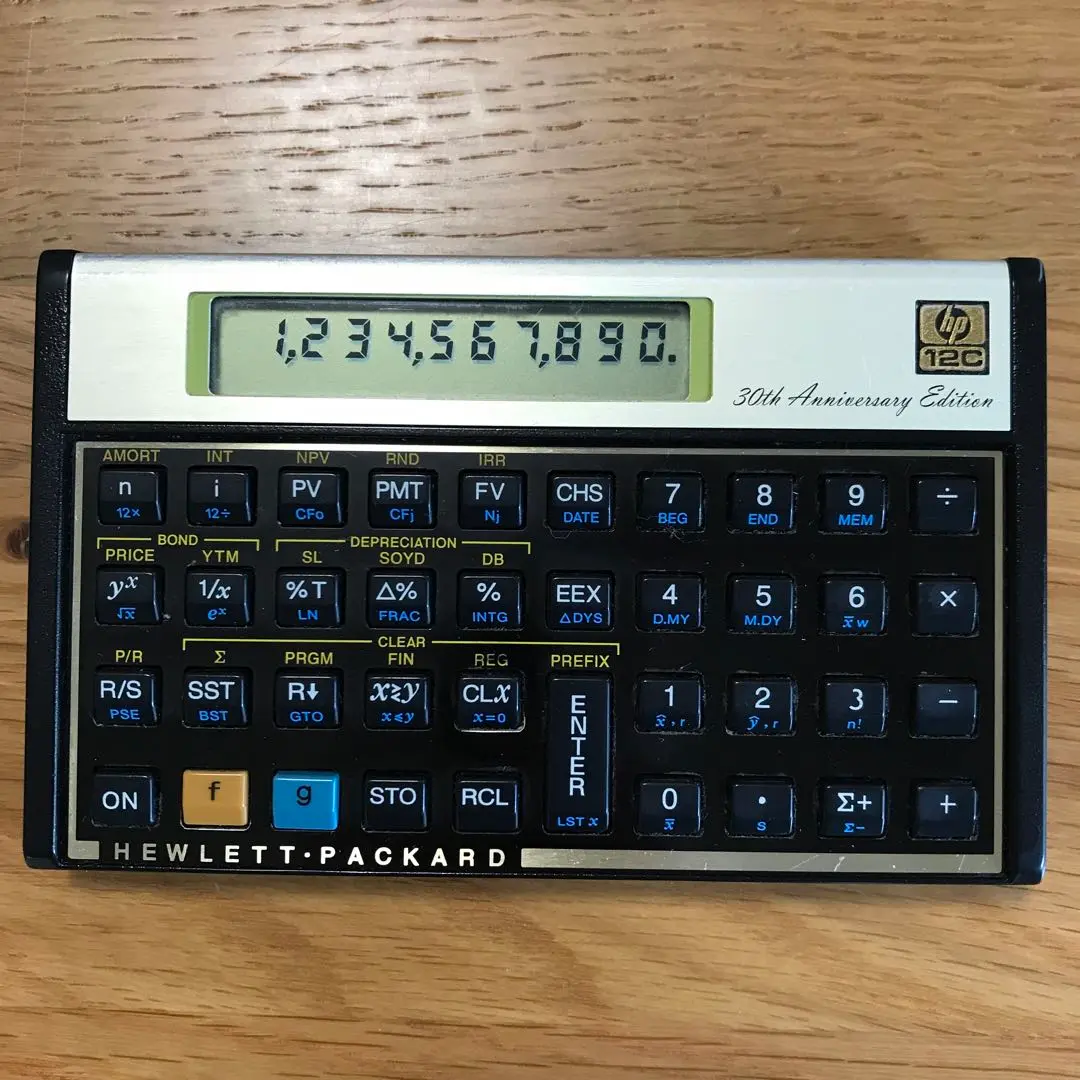 1,234,567,890.
hp
12C
30th Anniversary Edition
AMORT INT NPV RND IRR
n i PV PMT FV CHS 7 8 9 ÷
12× 12÷ CFo CFj Nj DATE BEG END MEM
BOND DEPRECIATION
PRICE YTM SL SOYD DB
yˣ 1/x %T Δ% % EEX 4 5 6 ×
√x eˣ LN FRAC INTG ΔDYS D.MY M.DY x̄w
CLEAR
P/R Σ PRGM FIN REG PREFIX
R/S SST R↓ x≷y CLx ENTER 1 2 3 −
PSE BST GTO x≤y x=0 x̂,r ŷ,r n!
ON f g STO RCL 0 · Σ+ +
LST x x̄ s Σ−
HEWLETT·PACKARD